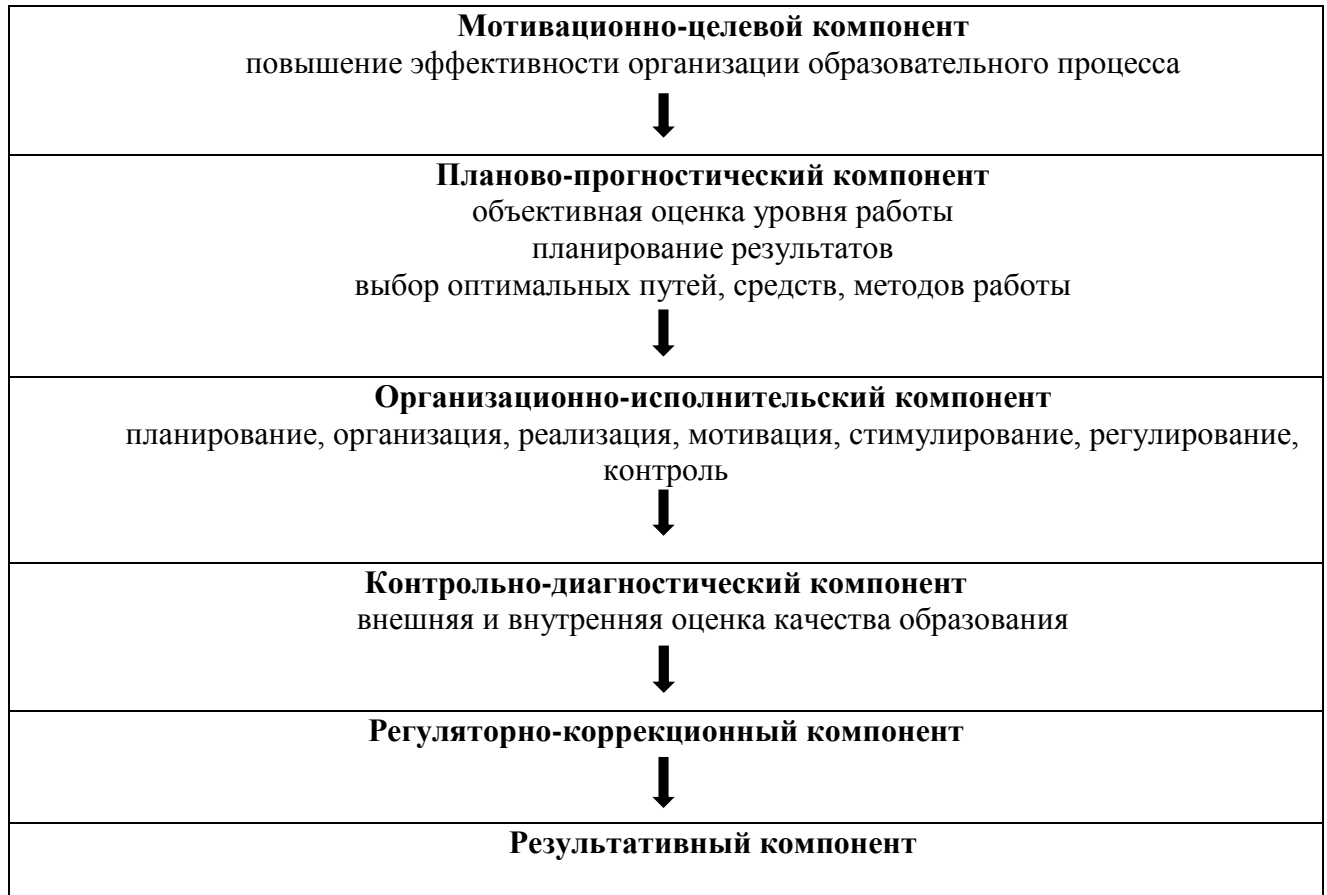 Мотивационно-целевой компонент
повышение эффективности организации образовательного процесса
Планово-прогностический компонент
объективная оценка уровня работы
планирование результатов
выбор оптимальных путей, средств, методов работы
Организационно-исполнительский компонент
планирование, организация, реализация, мотивация, стимулирование, регулирование,
контроль
Контрольно-диагностический компонент
внешняя и внутренняя оценка качества образования
Регуляторно-коррекционный компонент
Результативный компонент